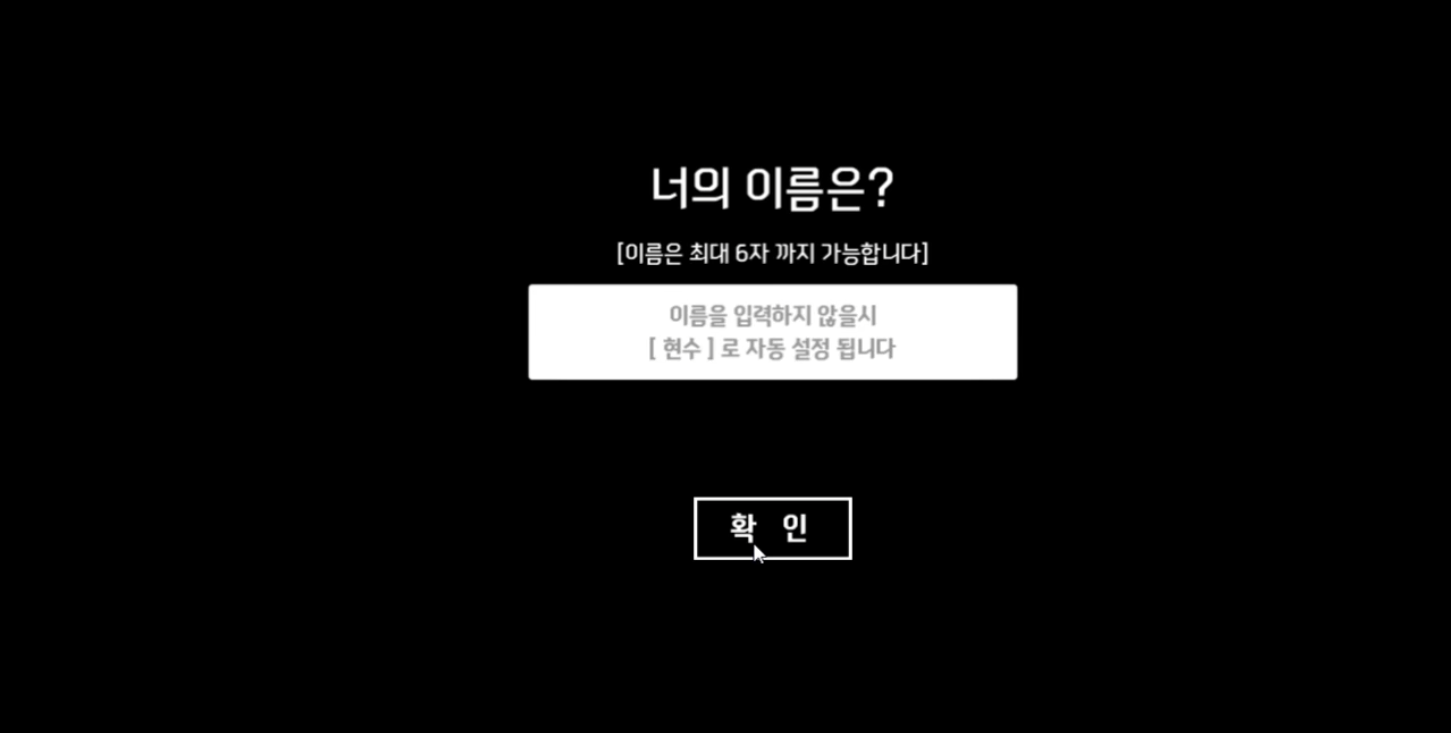 너의 이름은?
[이름은 최대 6자 까지 가능합니다]
이름을 입력하지 않을시
[ 현수 ] 로 자동 설정 됩니다
확 인